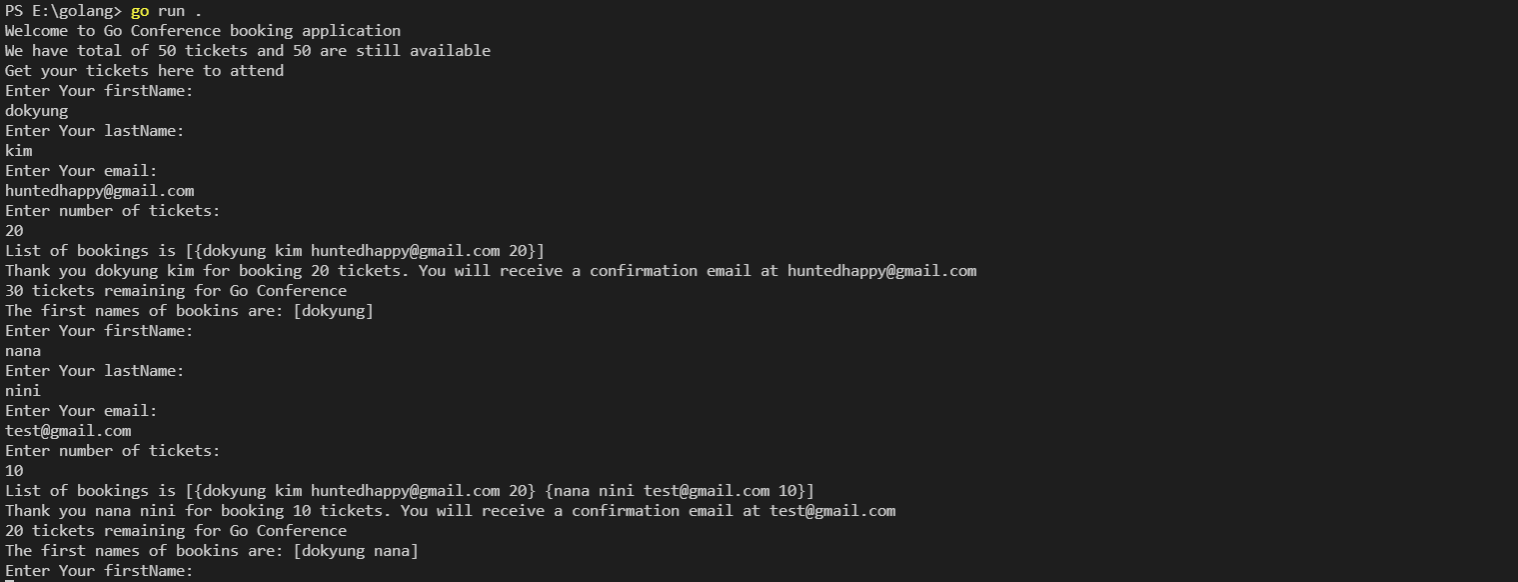 PS E:\golang> go run .
Welcome to Go Conference booking application
We have total of 50 tickets and 50 are still available
Get your tickets here to attend
Enter Your firstName:
dokyung
Enter Your lastName:
kim
Enter Your email:
huntedhappy@gmail.com
Enter number of tickets:
20
List of bookings is [{dokyung kim huntedhappy@gmail.com 20}]
Thank you dokyung kim for booking 20 tickets. You will receive a confirmation email at huntedhappy@gmail.com
30 tickets remaining for Go Conference
The first names of bookins are: [dokyung]
Enter Your firstName:
nana
Enter Your lastName:
nini
Enter Your email:
test@gmail.com
Enter number of tickets:
10
List of bookings is [{dokyung kim huntedhappy@gmail.com 20} {nana nini test@gmail.com 10}]
Thank you nana nini for booking 10 tickets. You will receive a confirmation email at test@gmail.com
20 tickets remaining for Go Conference
The first names of bookins are: [dokyung nana]
Enter Your firstName: